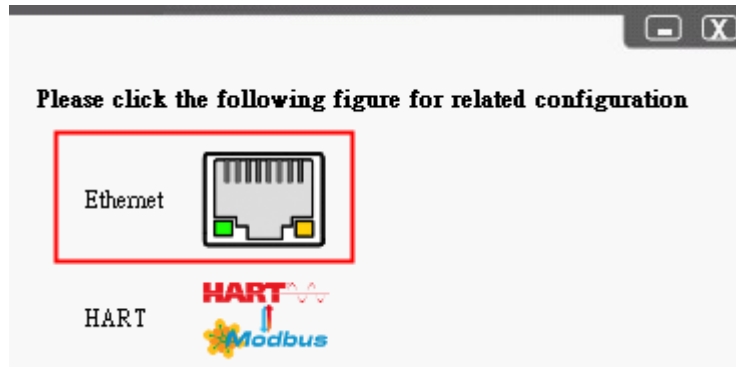 Please click the following figure for related configuration
Ethernet
HART
HART
Modbus